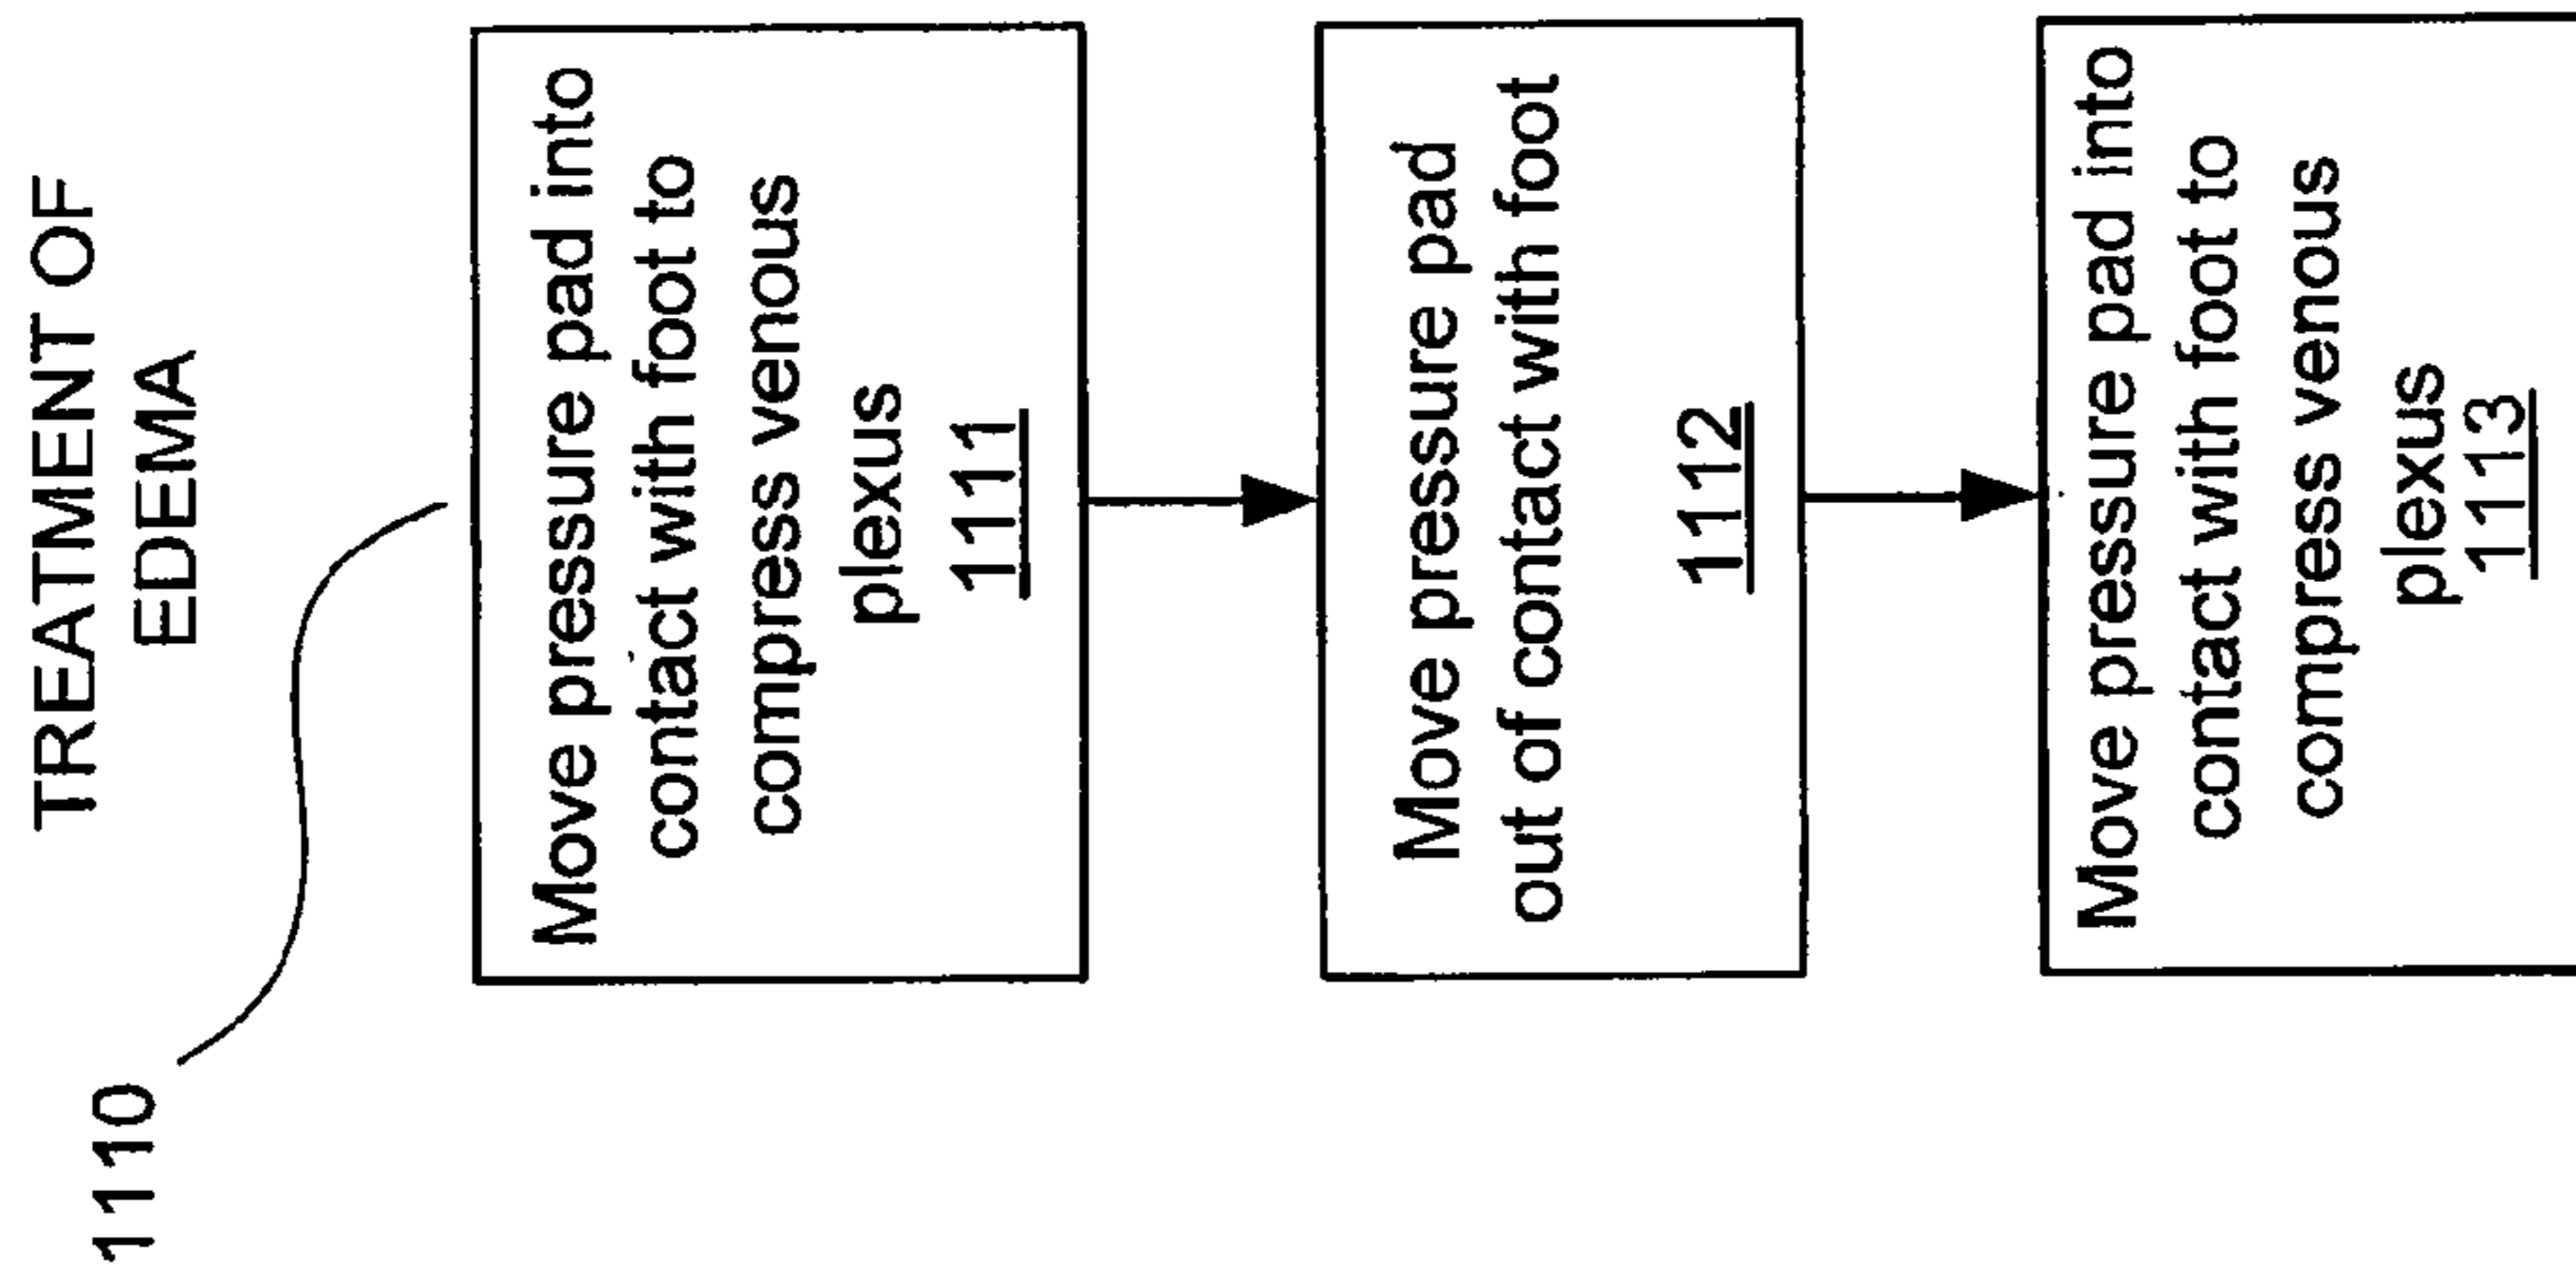 TREATMENT OF
EDEMA
1110
Move pressure pad into
contact with foot to
compress venous
plexus
1111
Move pressure pad
out of contact with foot
1112
Move pressure pad into
contact with foot to
compress venous
plexus
1113